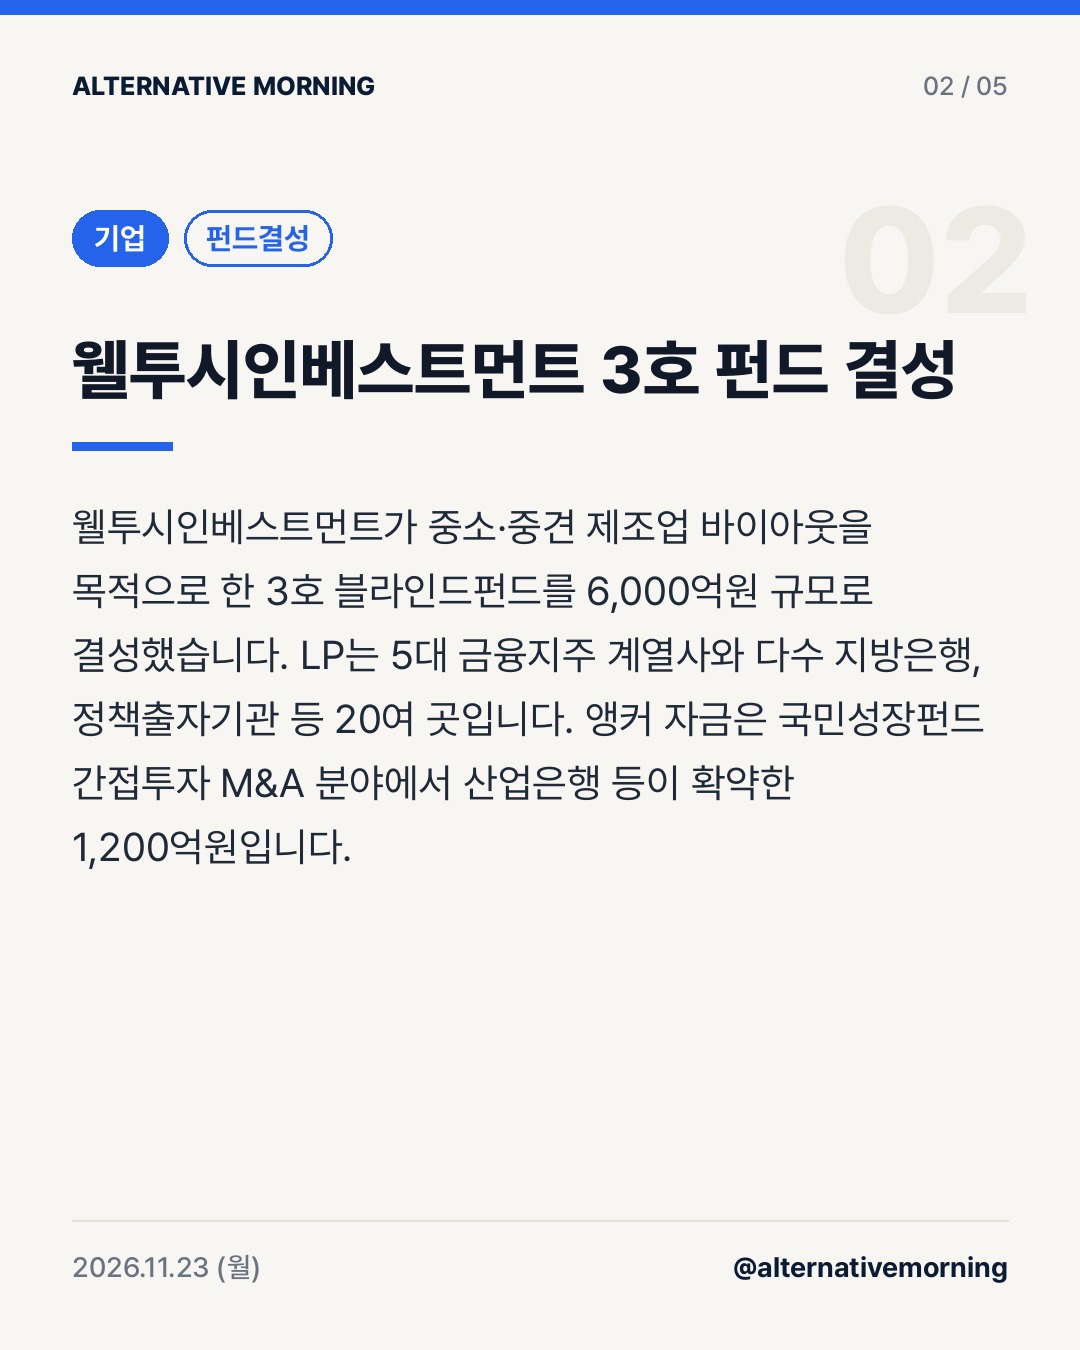 ALTERNATIVE MORNING
02 / 05
기업
펀드결성
02
웰투시인베스트먼트 3호 펀드 결성
웰투시인베스트먼트가 중소·중견 제조업 바이아웃을
목적으로 한 3호 블라인드펀드를 6,000억원 규모로
결성했습니다. LP는 5대 금융지주 계열사와 다수 지방은행,
정책출자기관 등 20여 곳입니다. 앵커 자금은 국민성장펀드
간접투자 M&A 분야에서 산업은행 등이 확약한
1,200억원입니다.
2026.11.23 (월)
@alternativemorning